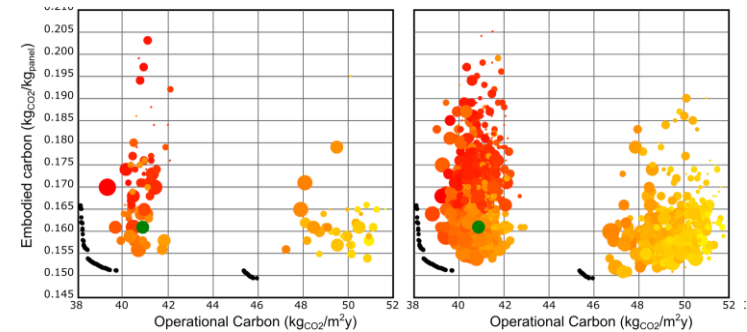 0.210
0.205
0.200
0.195
0.190
0.185
0.180
0.175
0.170
0.165
0.160
0.155
0.150
0.145
Embodied carbon (kgCO2/kgpanel)
38 40 42 44 46 48 50 52
Operational Carbon (kgCO2/m²y)
38 40 42 44 46 48 50 52
Operational Carbon (kgCO2/m²y)